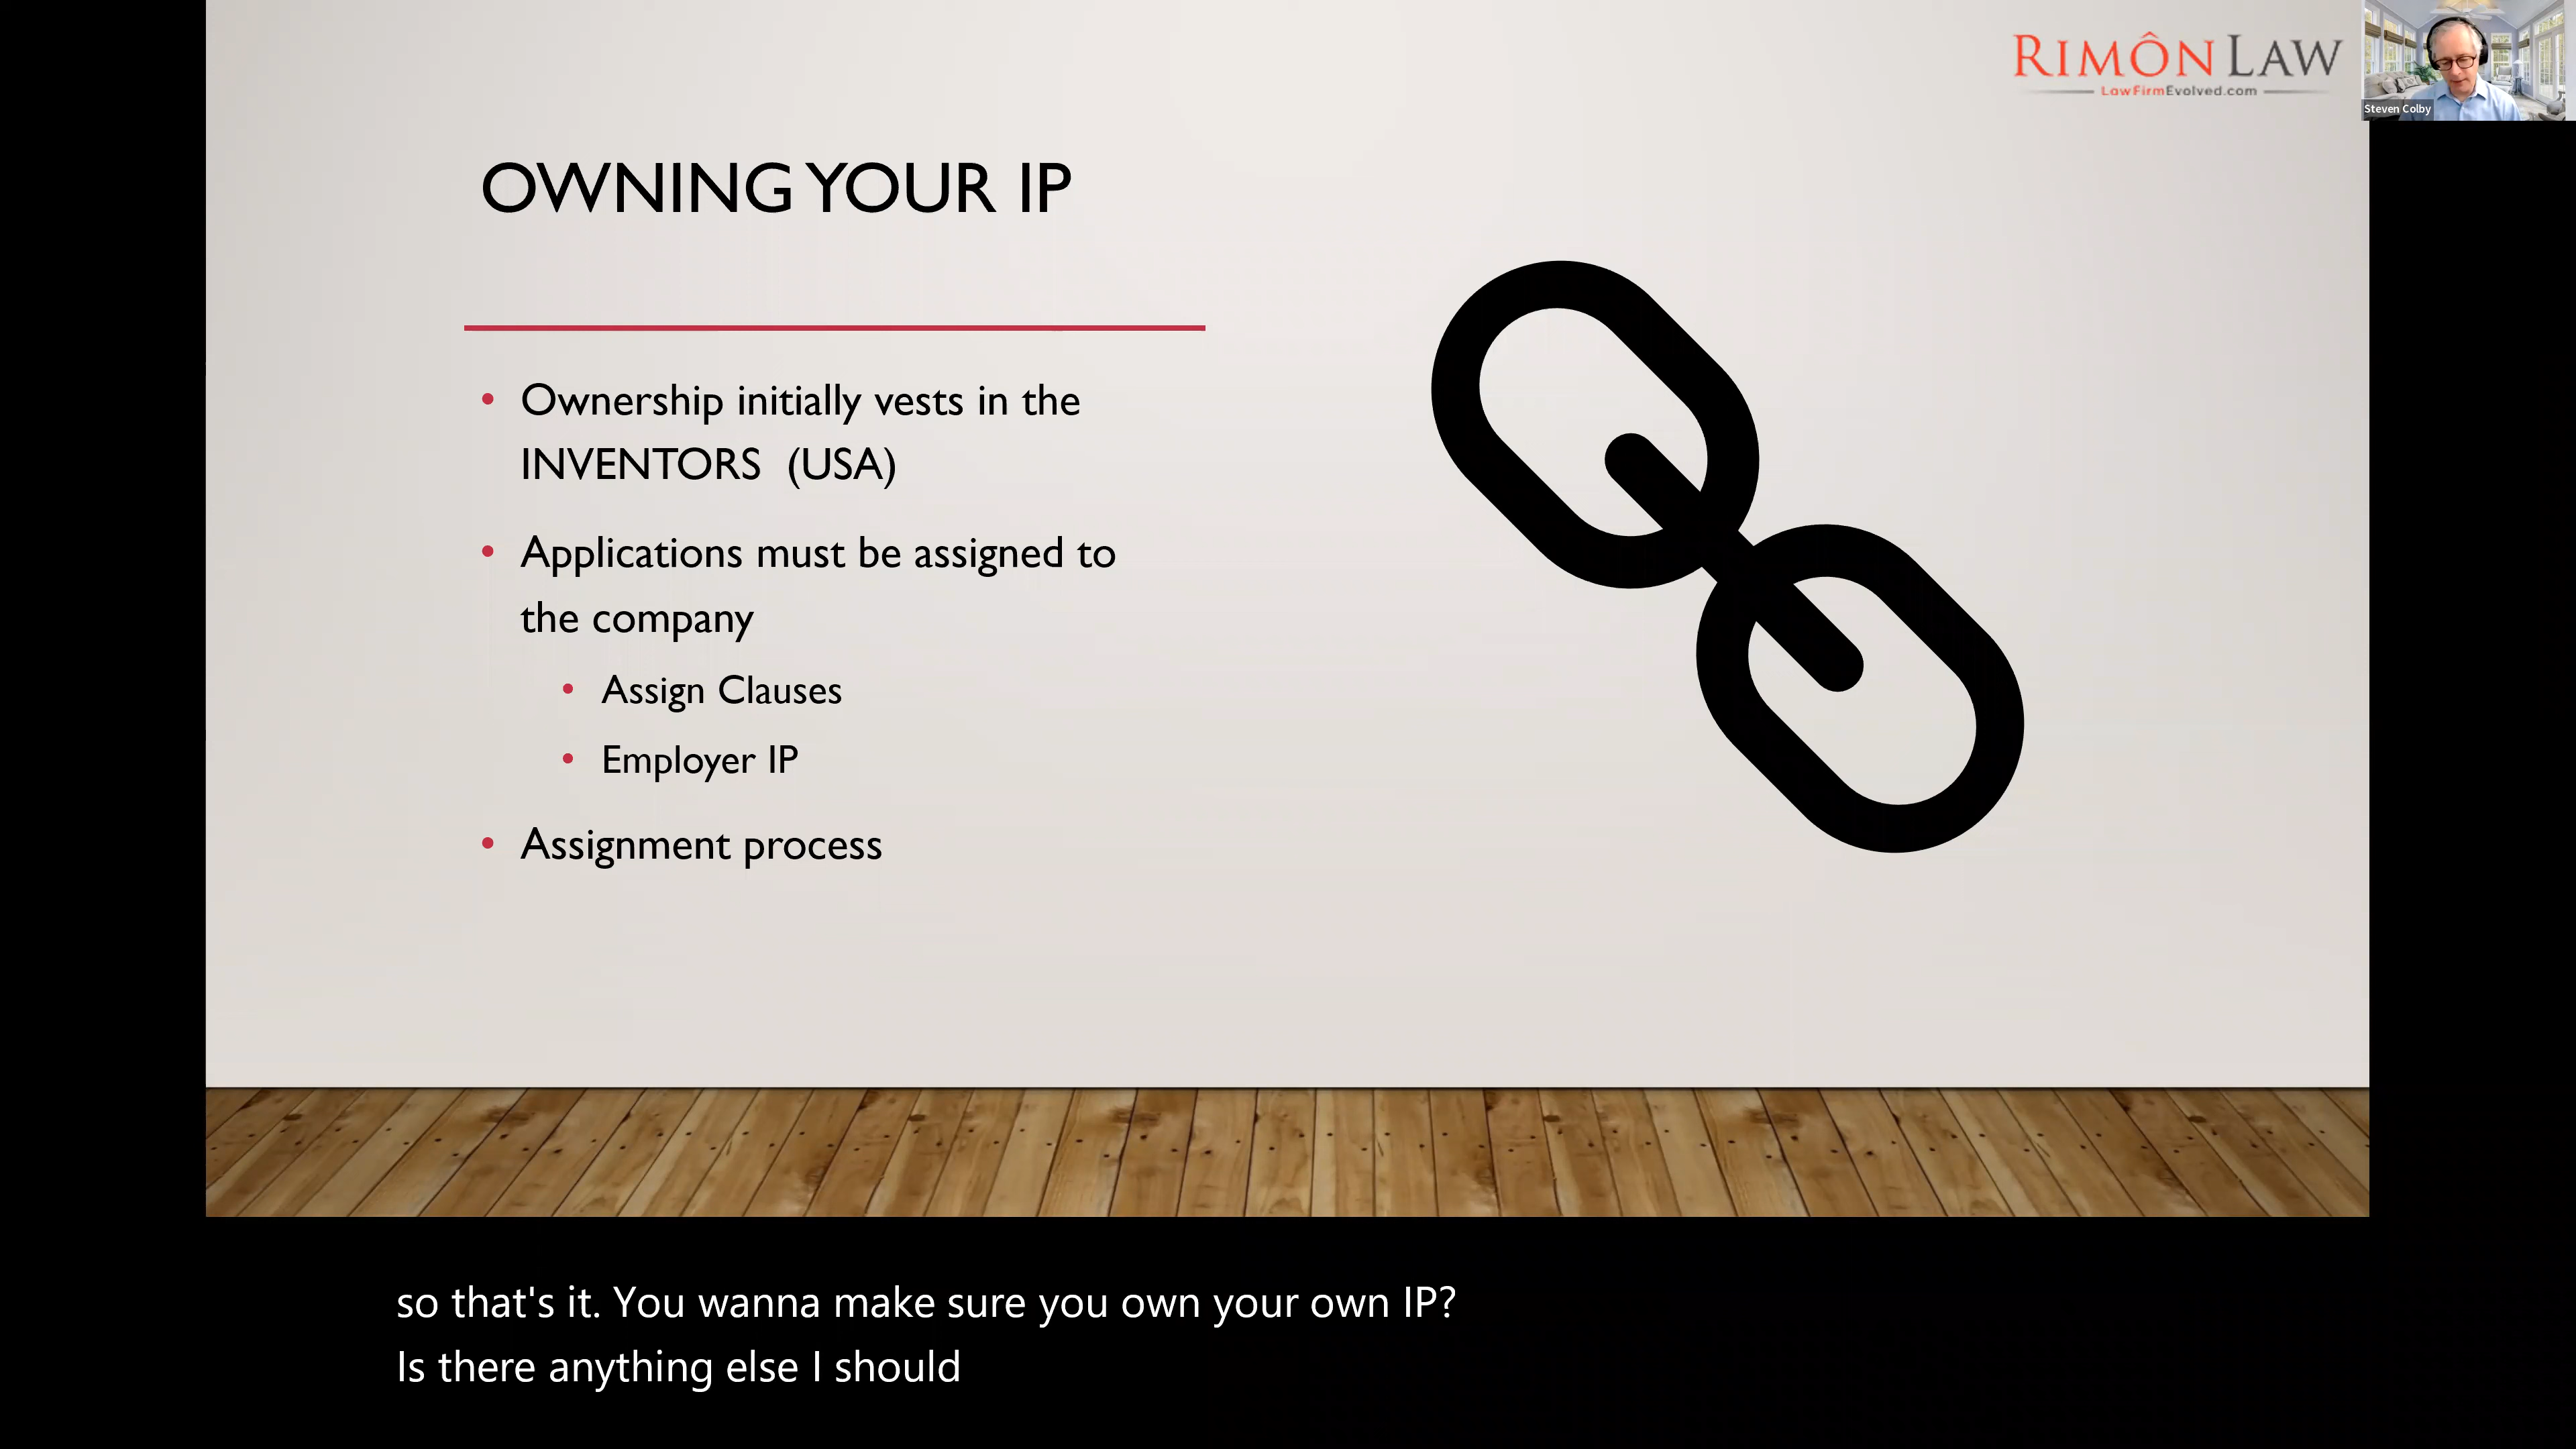 RIMÔN LAW
LawFirmEvolved.com
Steven Colby
OWNING YOUR IP
• Ownership initially vests in the
INVENTORS (USA)
• Applications must be assigned to
the company
• Assign Clauses
• Employer IP
• Assignment process
so that's it. You wanna make sure you own your own IP?
Is there anything else I should